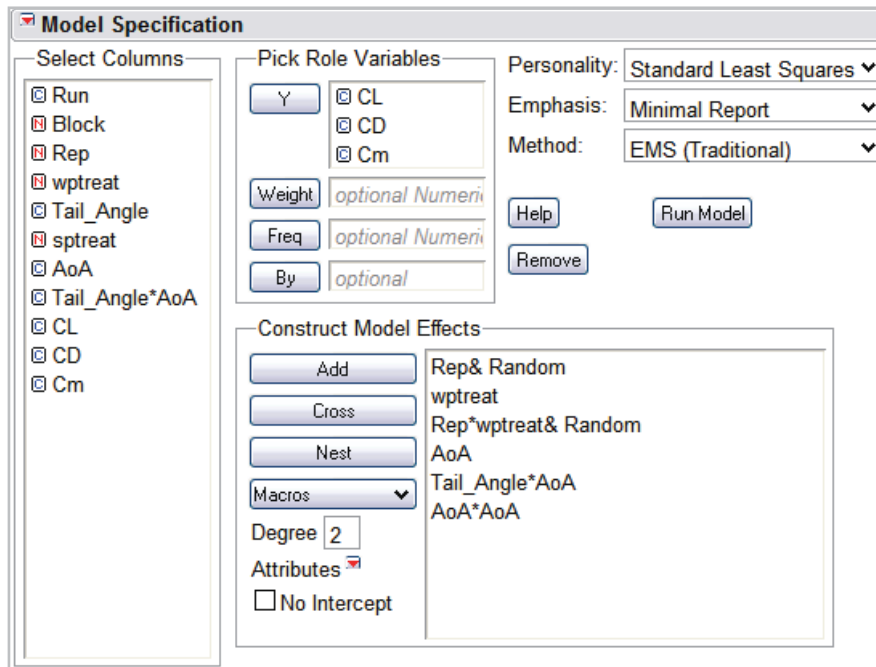 Model Specification
Select Columns
Run
Block
Rep
wptreat
Tail_Angle
sptreat
AoA
Tail_Angle*AoA
CL
CD
Cm
Pick Role Variables
Y
CL
CD
Cm
Weight
optional Numeri
Freq
optional Numeri
By
optional
Personality: Standard Least Squares
Emphasis: Minimal Report
Method: EMS (Traditional)
Help
Run Model
Remove
Construct Model Effects
Add
Cross
Nest
Macros
Degree 2
Attributes
No Intercept
Rep& Random
wptreat
Rep*wptreat& Random
AoA
Tail_Angle*AoA
AoA*AoA